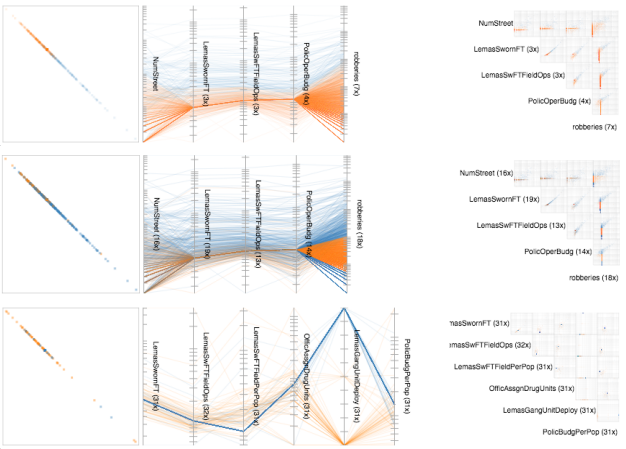 NumStreet
LemasSwornFT (3x)
LemasSwFTFieldOps (3x)
PolicOperBudg (4x)
robberies (7x)
NumStreet
LemasSwornFT (3x)
LemasSwFTFieldOps (3x)
PolicOperBudg (4x)
robberies (7x)
NumStreet (16x)
LemasSwornFT (19x)
LemasSwFTFieldOps (13x)
PolicOperBudg (14x)
robberies (18x)
NumStreet (16x)
LemasSwornFT (19x)
LemasSwFTFieldOps (13x)
PolicOperBudg (14x)
robberies (18x)
LemasSwornFT (31x)
LemasSwFTFieldOps (32x)
LemasSwFTFieldPerPop (31x)
OfficAssgnDrugUnits (31x)
LemasGangUnitDeploy (31x)
PolicBudgPerPop (31x)
masSwornFT (31x)
masSwFTFieldOps (32x)
LemasSwFTFieldPerPop (31x)
OfficAssgnDrugUnits (31x)
LemasGangUnitDeploy (31x)
PolicBudgPerPop (31x)